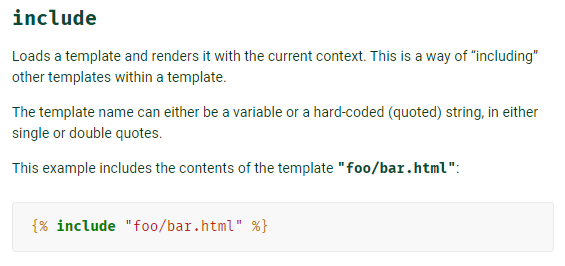 include
Loads a template and renders it with the current context. This is a way of “including”
other templates within a template.
The template name can either be a variable or a hard-coded (quoted) string, in either
single or double quotes.
This example includes the contents of the template "foo/bar.html":
{% include "foo/bar.html" %}